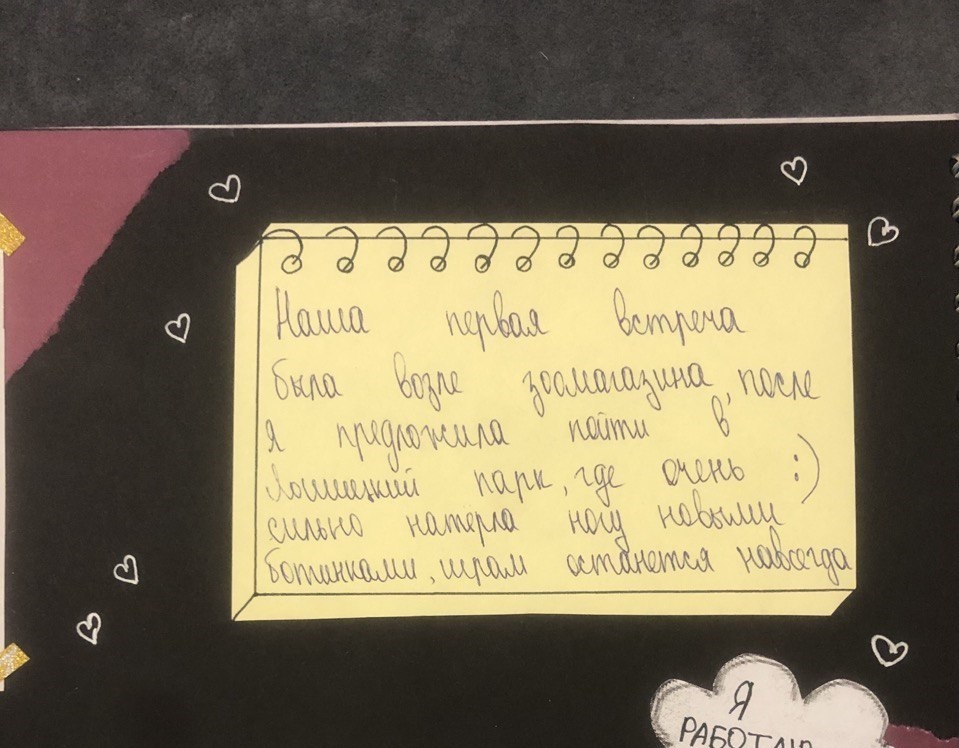 Наша первая встреча
была возле зоомагазина, после
я предложила пойти в
Лошицкий парк, где очень :)
сильно натерла ногу новыми
ботинками, шрам останется навсегда
Я
РАБОТАЮ